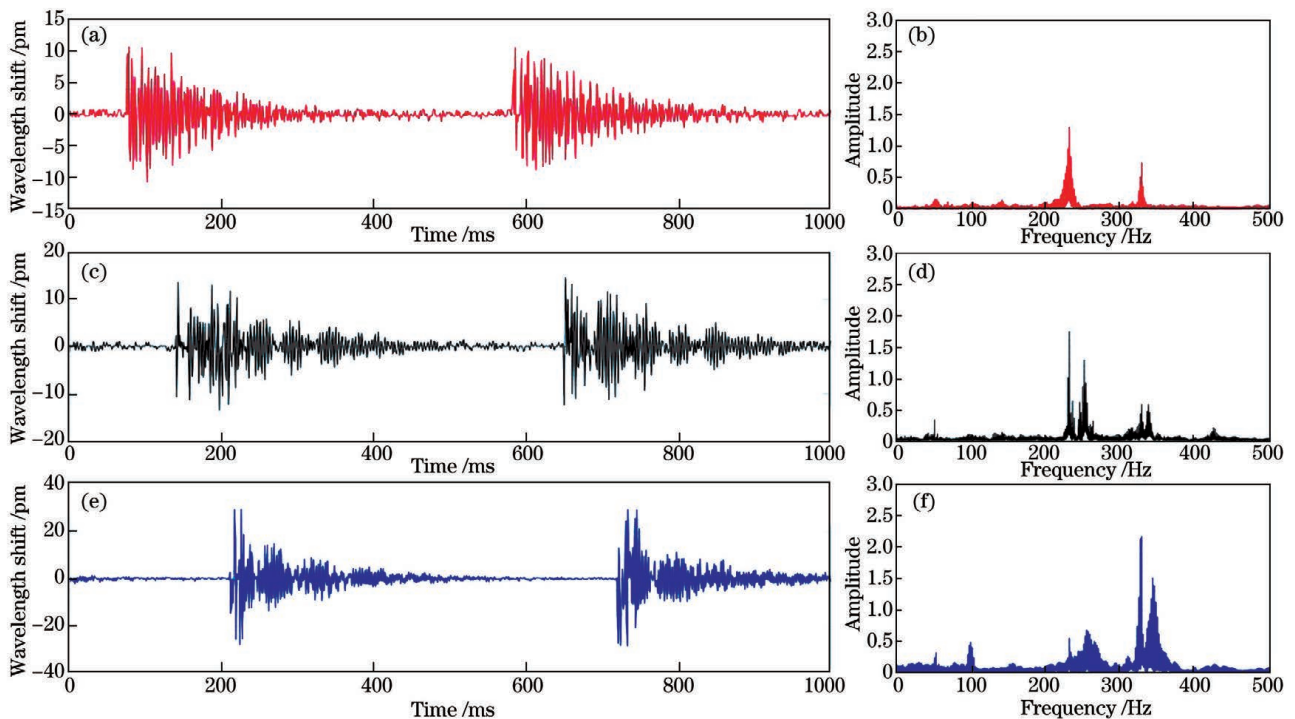 (a)
Wavelength shift /pm
15
10
5
0
−5
−10
−15
0 200 400 600 800 1000
Time /ms
(b)
Amplitude
3.0
2.5
2.0
1.5
1.0
0.5
0 100 200 300 400 500
Frequency /Hz
(c)
Wavelength shift /pm
20
10
0
−10
−20
0 200 400 600 800 1000
Time /ms
(d)
Amplitude
3.0
2.5
2.0
1.5
1.0
0.5
0
0 100 200 300 400 500
Frequency /Hz
(e)
Wavelength shift /pm
40
20
0
−20
−40
0 200 400 600 800 1000
Time /ms
(f)
Amplitude
3.0
2.5
2.0
1.5
1.0
0.5
0
0 100 200 300 400 500
Frequency /Hz